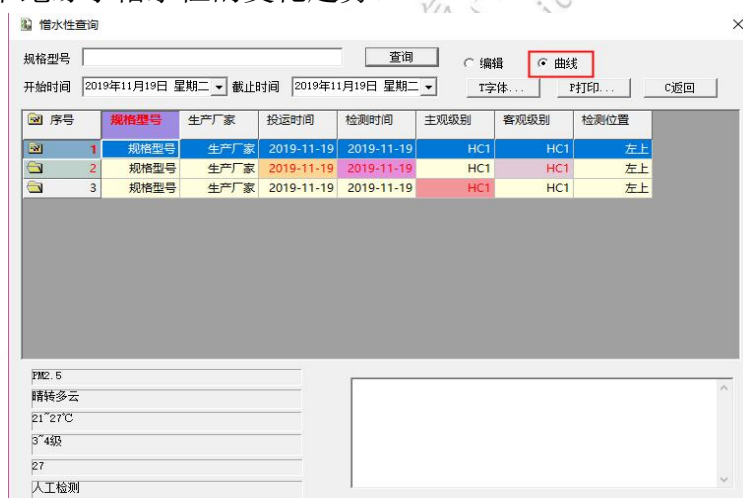 憎水性查询
规格型号 查询 编辑 曲线
开始时间 2019年11月19日 星期二 截止时间 2019年11月19日 星期二 T字体... P打印... C返回
序号 规格型号 生产厂家 投运时间 检测时间 主观级别 客观级别 检测位置
1 规格型号 生产厂家 2019-11-19 2019-11-19 HC1 HC1 左上
2 规格型号 生产厂家 2019-11-19 2019-11-19 HC1 HC1 左上
3 规格型号 生产厂家 2019-11-19 2019-11-19 HC1 HC1 左上
PM2.5
晴转多云
21~27℃
3~4级
27
人工检测